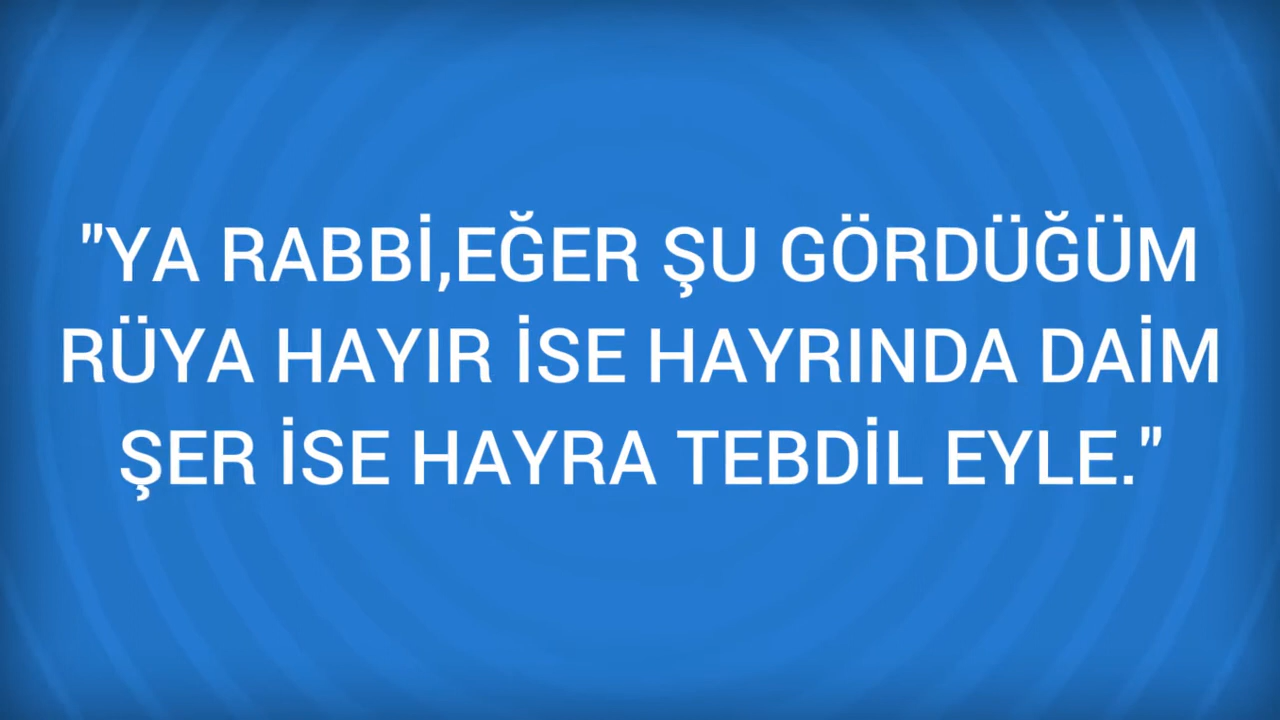 "YA RABBİ,EĞER ŞU GÖRDÜĞÜM
RÜYA HAYIR İSE HAYRINDA DAİM
ŞER İSE HAYRA TEBDİL EYLE."